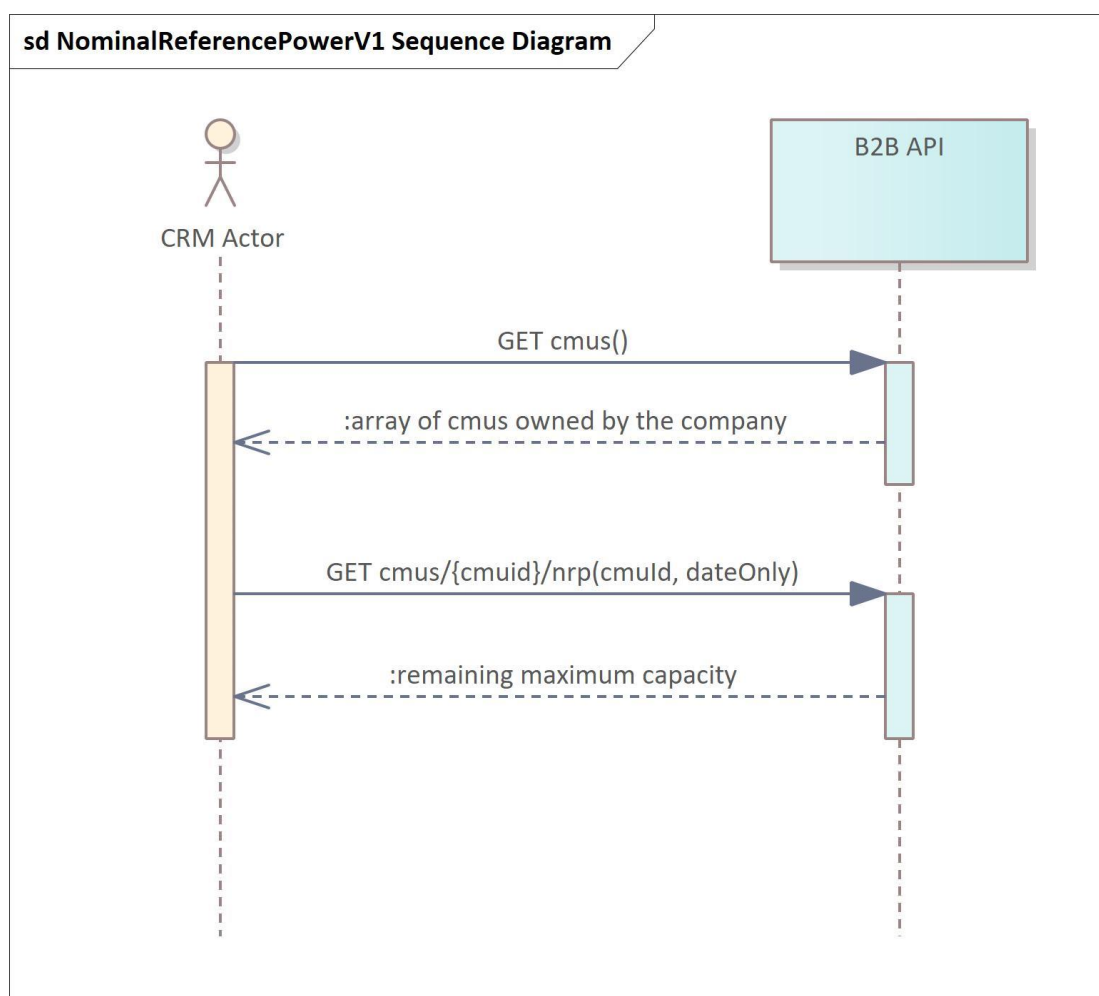 sd NominalReferencePowerV1 Sequence Diagram
B2B API
CRM Actor
GET cmus()
:array of cmus owned by the company
GET cmus/{cmuid}/nrp(cmuId, dateOnly)
:remaining maximum capacity